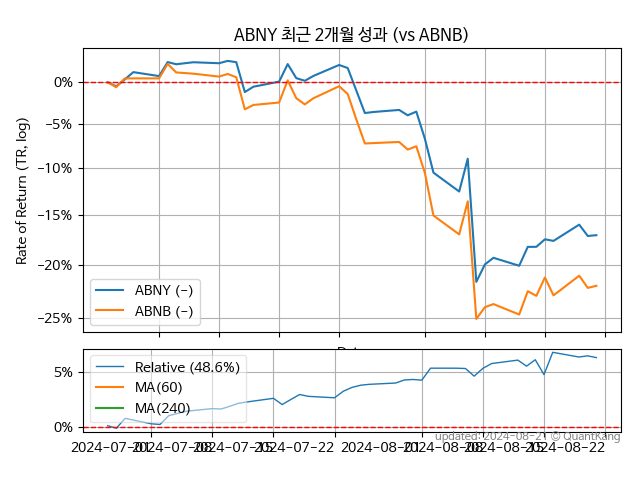 ABNY 최근 2개월 성과 (vs ABNB)
Rate of Return (TR, log)
0%
−5%
−10%
−15%
−20%
−25%
ABNY (-)
ABNB (-)
5%
0%
Relative (48.6%)
MA(60)
MA(240)
2024-07-01
2024-07-08
2024-07-15
2024-07-22
2024-08-01
2024-08-08
2024-08-15
2024-08-22
updated: 2024-08-21 © QuantKang